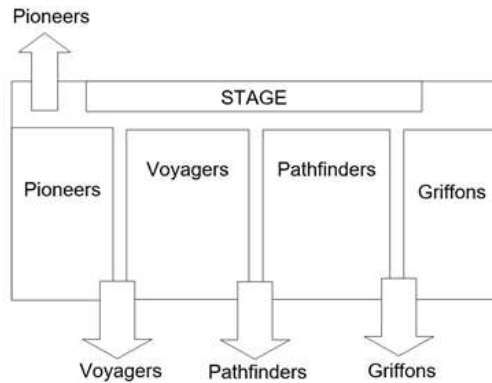 Pioneers
STAGE
Pioneers
Voyagers
Pathfinders
Griffons
Voyagers
Pathfinders
Griffons